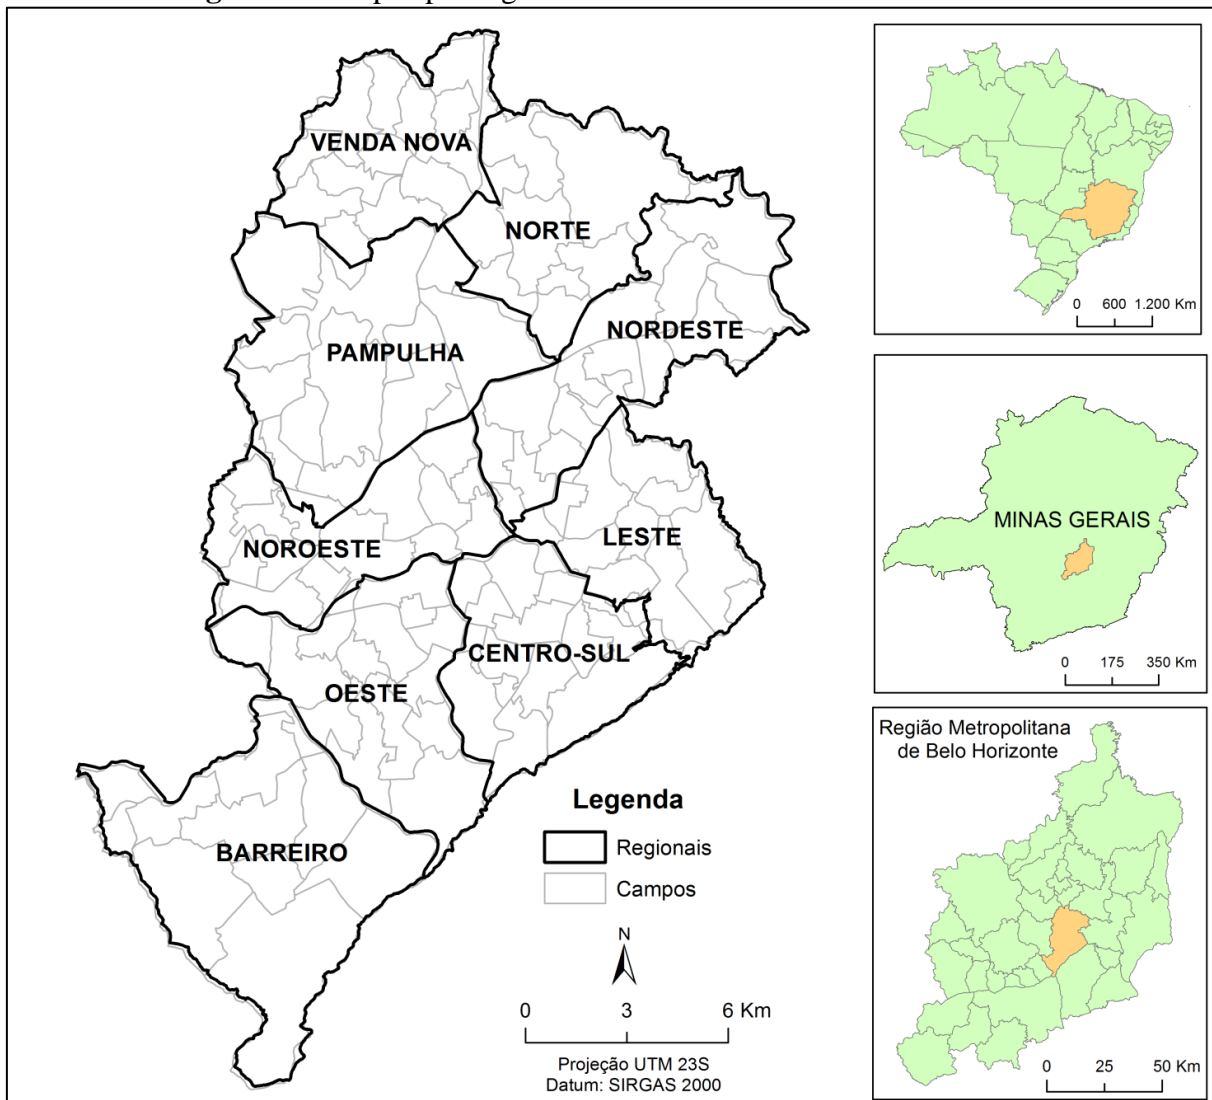 VENDA NOVA
NORTE
NORDESTE
PAMPULHA
LESTE
NOROESTE
CENTRO-SUL
OESTE
BARREIRO
Legenda
Regionais
Campos
N
0 3 6 Km
Projeção UTM 23S
Datum: SIRGAS 2000
0 600 1.200 Km
MINAS GERAIS
0 175 350 Km
Região Metropolitana
de Belo Horizonte
0 25 50 Km